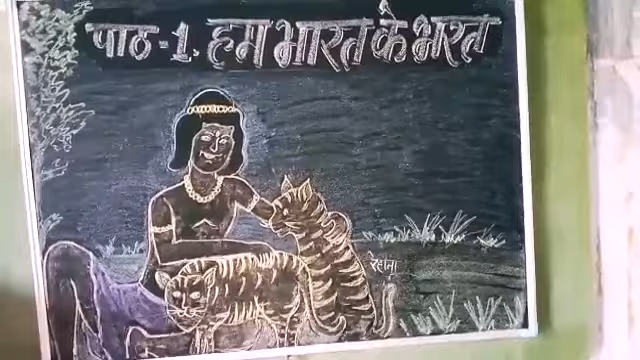 पाठ-1. हम भारत के भरत
रेहाना